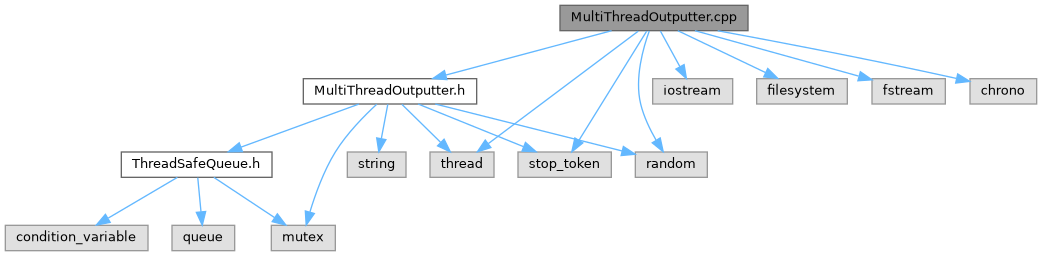 MultiThreadOutputter.cpp
MultiThreadOutputter.h
iostream
filesystem
fstream
chrono
ThreadSafeQueue.h
string
thread
stop_token
random
condition_variable
queue
mutex